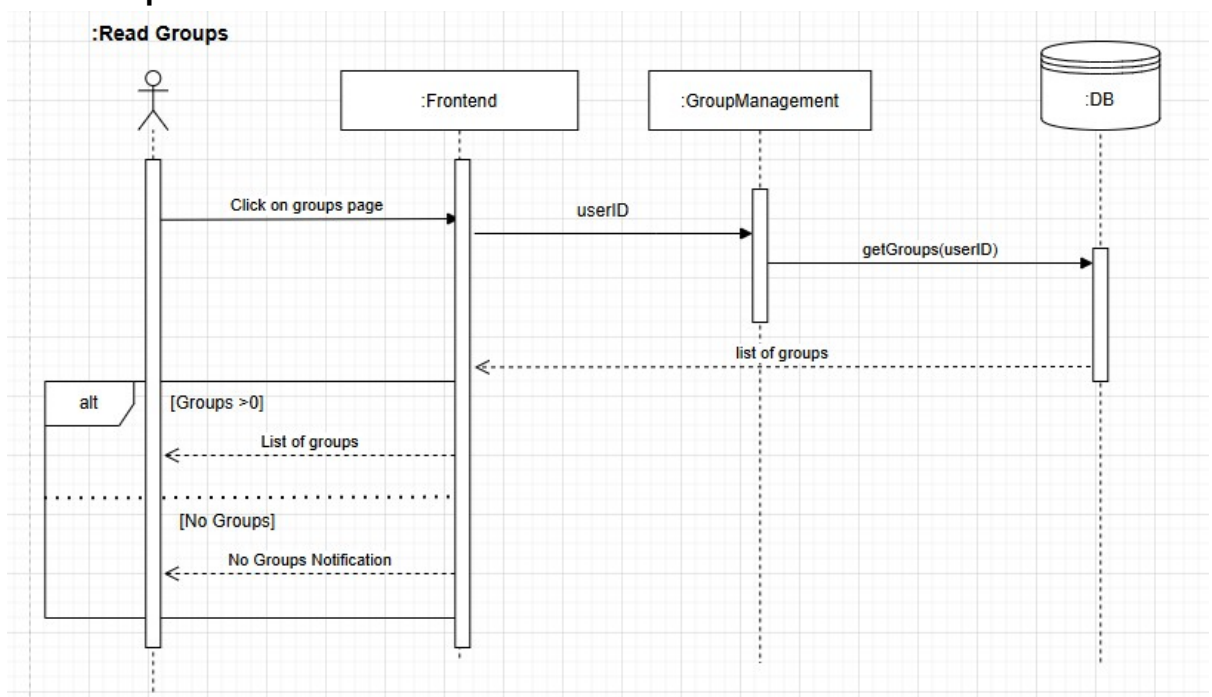 :Read Groups
:Frontend
:GroupManagement
:DB
Click on groups page
userID
getGroups(userID)
list of groups
alt
[Groups >0]
List of groups
[No Groups]
No Groups Notification